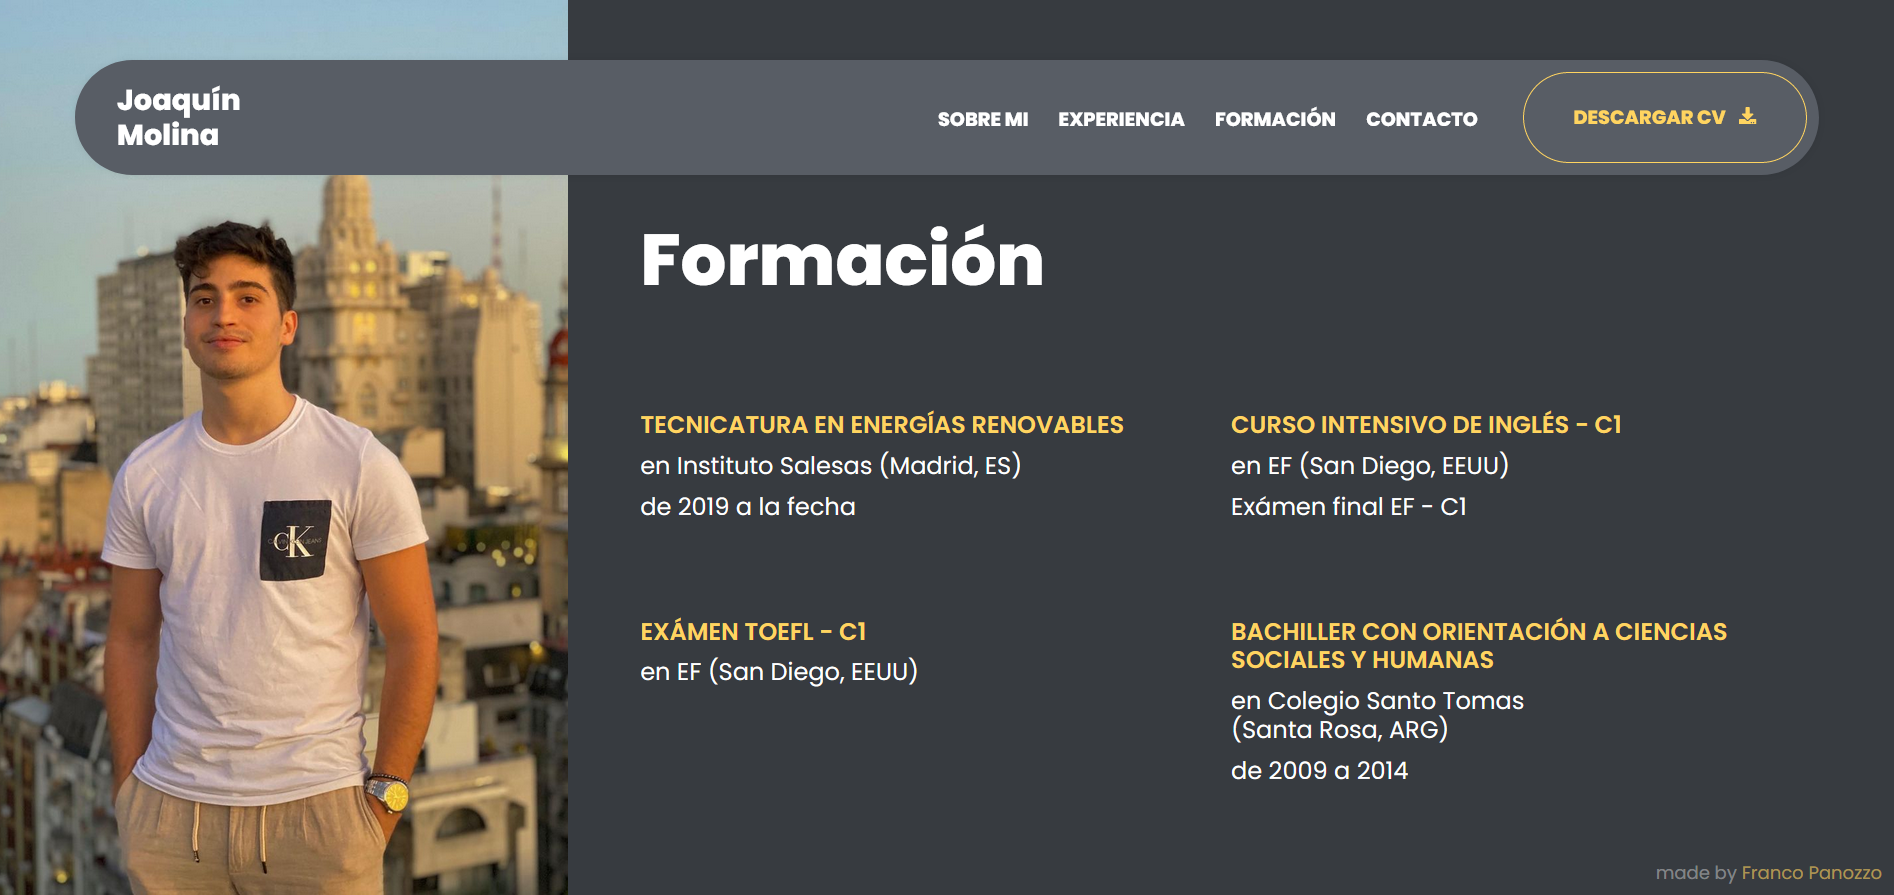 Joaquín
Molina
SOBRE MI
EXPERIENCIA
FORMACIÓN
CONTACTO
DESCARGAR CV
Formación
TECNICATURA EN ENERGÍAS RENOVABLES
en Instituto Salesas (Madrid, ES)
de 2019 a la fecha
CURSO INTENSIVO DE INGLÉS - C1
en EF (San Diego, EEUU)
Exámen final EF - C1
EXÁMEN TOEFL - C1
en EF (San Diego, EEUU)
BACHILLER CON ORIENTACIÓN A CIENCIAS
SOCIALES Y HUMANAS
en Colegio Santo Tomas
(Santa Rosa, ARG)
de 2009 a 2014
CK
made by Franco Panozzo